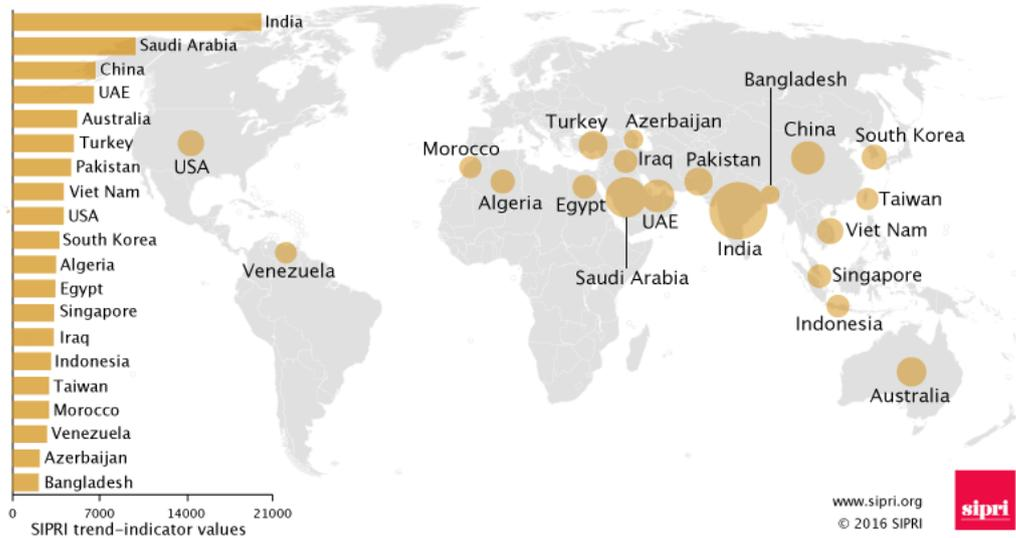 India
Saudi Arabia
China
UAE
Australia
Turkey
Pakistan
Viet Nam
USA
South Korea
Algeria
Egypt
Singapore
Iraq
Indonesia
Taiwan
Morocco
Venezuela
Azerbaijan
Bangladesh
0 7000 14000 21000
SIPRI trend-indicator values
Bangladesh
Turkey Azerbaijan China South Korea
Morocco Iraq Pakistan
USA
Algeria Egypt UAE Taiwan
India Viet Nam
Venezuela Saudi Arabia Singapore
Indonesia
Australia
www.sipri.org
© 2016 SIPRI
sipri